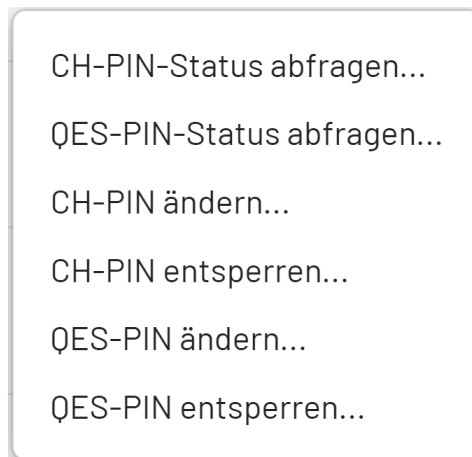 CH-PIN-Status abfragen...
QES-PIN-Status abfragen...
CH-PIN ändern...
CH-PIN entsperren...
QES-PIN ändern...
QES-PIN entsperren...